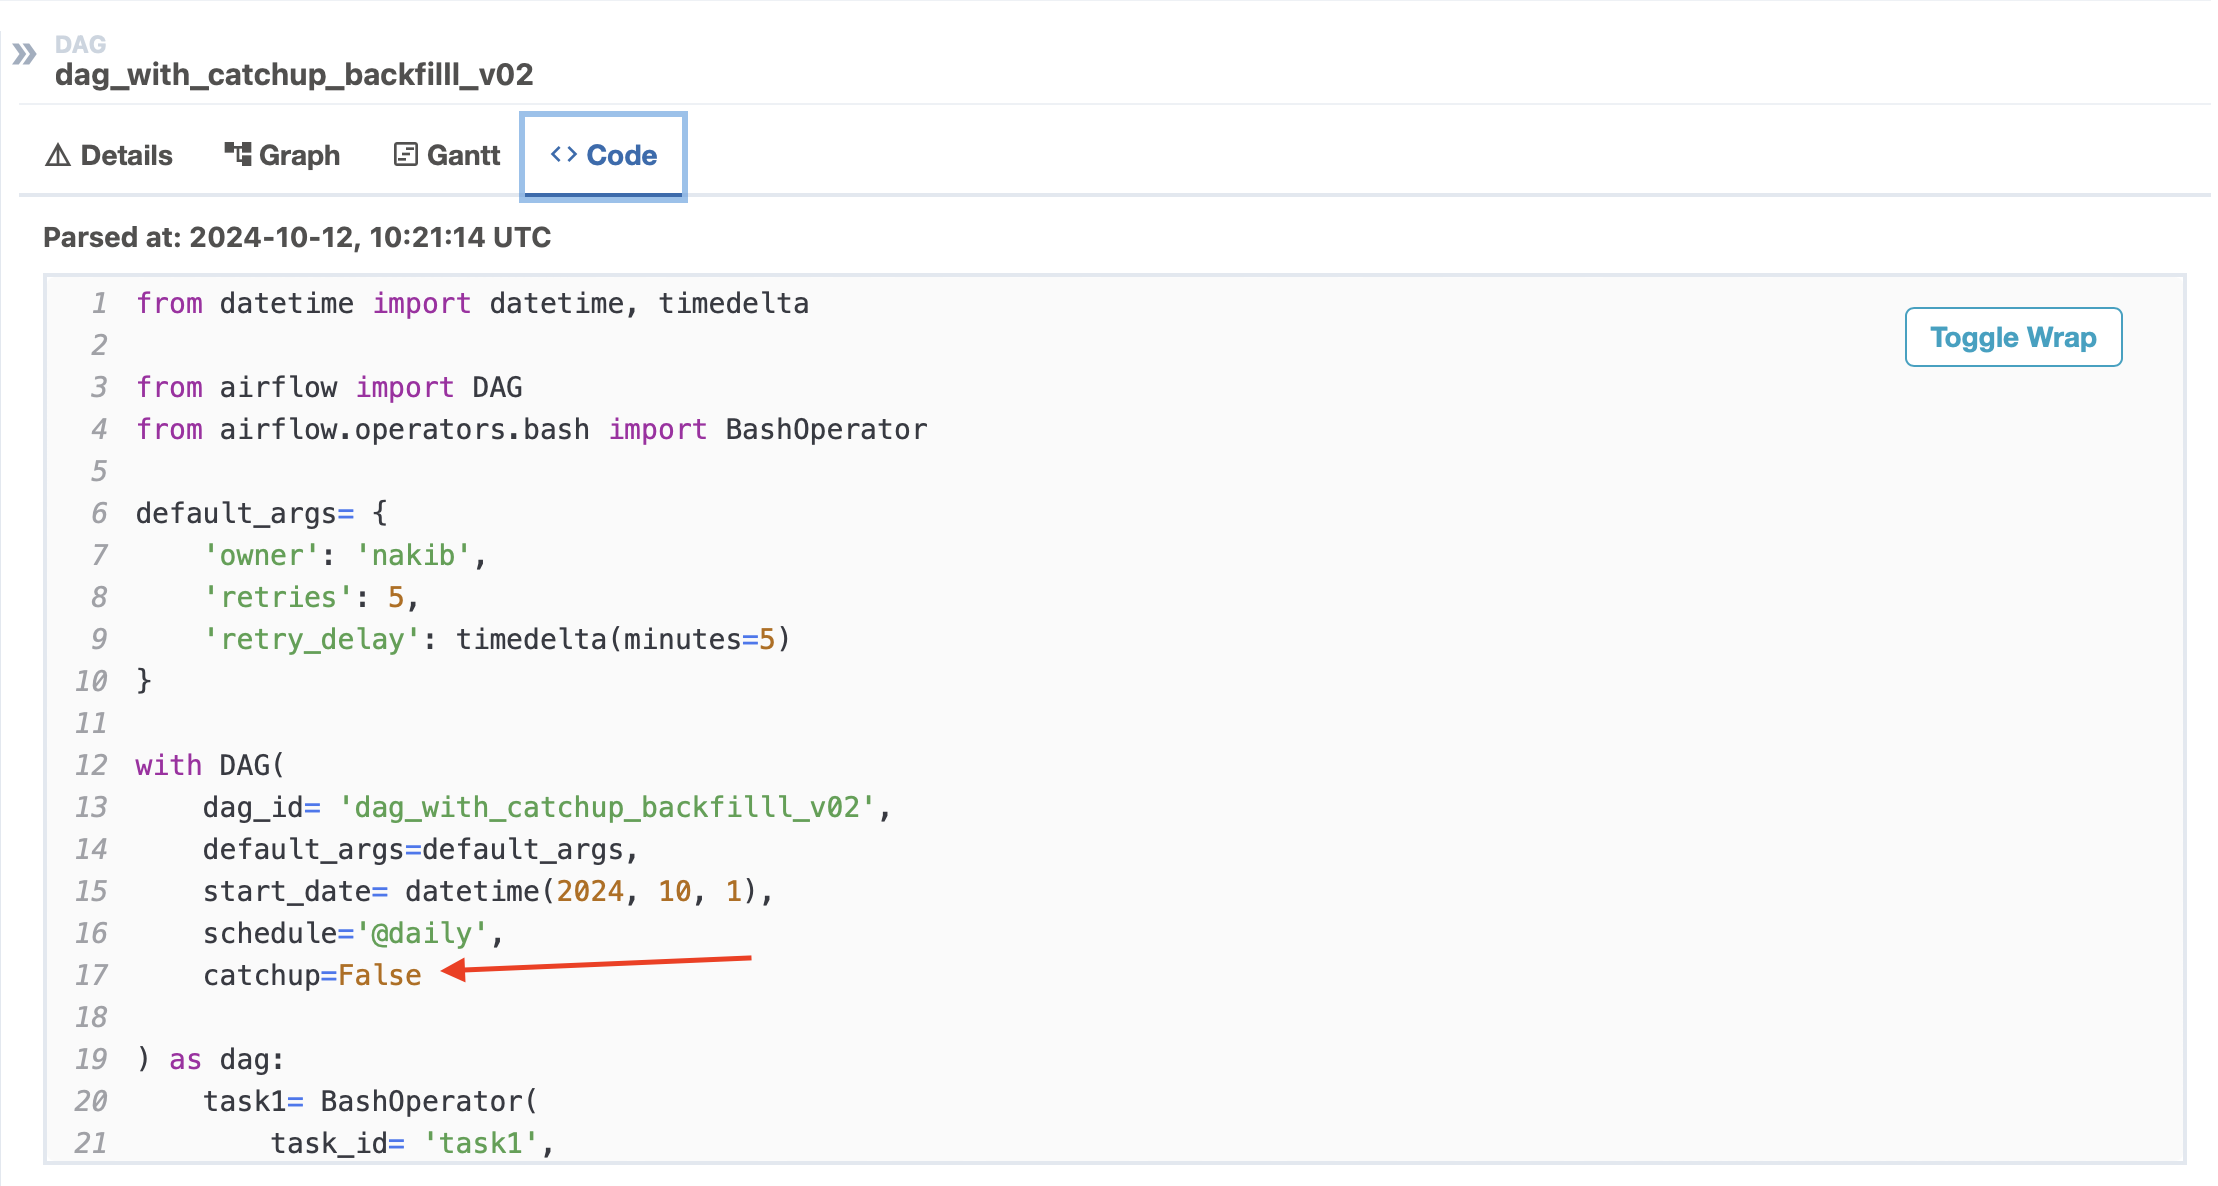 DAG
dag_with_catchup_backfilll_v02
Details Graph Gantt <> Code
Parsed at: 2024-10-12, 10:21:14 UTC
Toggle Wrap
1 from datetime import datetime, timedelta
2
3 from airflow import DAG
4 from airflow.operators.bash import BashOperator
5
6 default_args= {
7     'owner': 'nakib',
8     'retries': 5,
9     'retry_delay': timedelta(minutes=5)
10 }
11
12 with DAG(
13     dag_id= 'dag_with_catchup_backfilll_v02',
14     default_args=default_args,
15     start_date= datetime(2024, 10, 1),
16     schedule='@daily',
17     catchup=False
18
19 ) as dag:
20     task1= BashOperator(
21         task_id= 'task1',